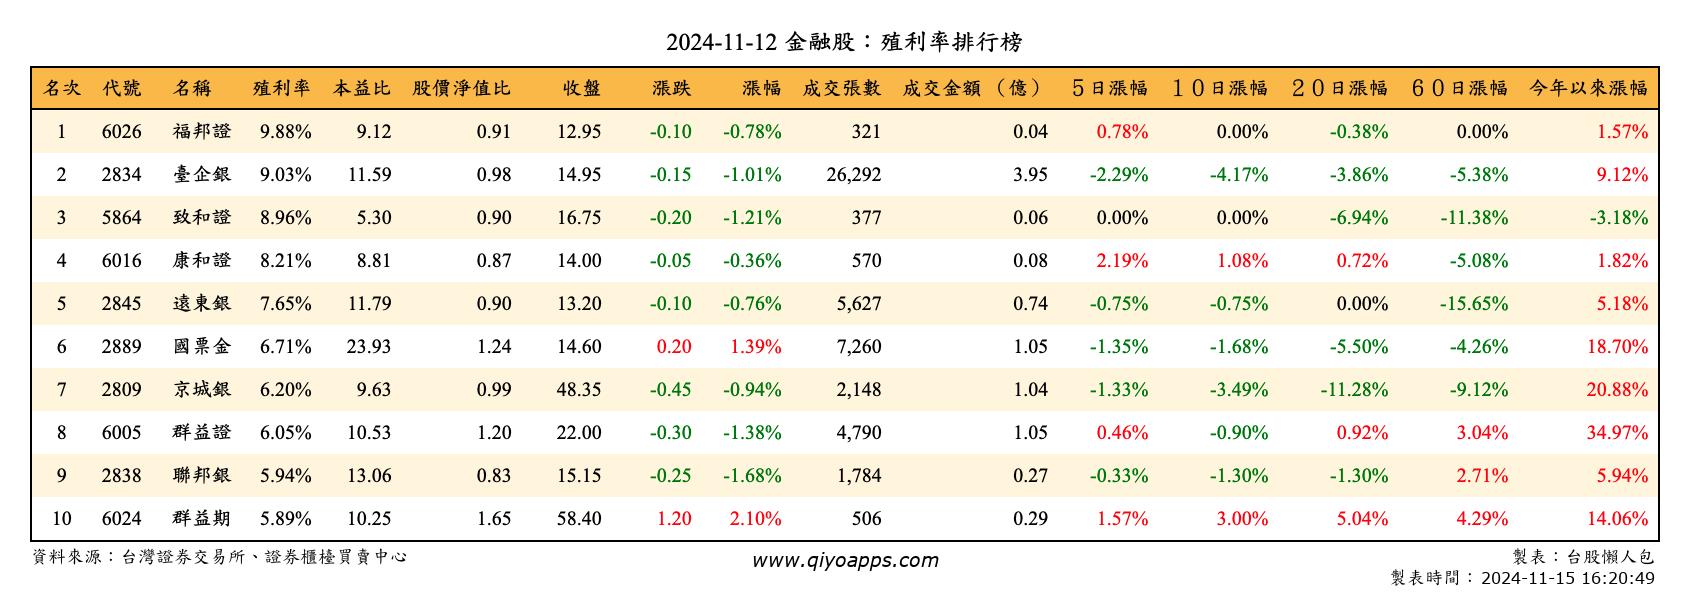 2024-11-12 金融股：殖利率排行榜
名次 代號 名稱 殖利率 本益比 股價淨值比 收盤 漲跌 漲幅 成交張數 成交金額（億） ５日漲幅 １０日漲幅 ２０日漲幅 ６０日漲幅 今年以來漲幅
1 6026 福邦證 9.88% 9.12 0.91 12.95 -0.10 -0.78% 321 0.04 0.78% 0.00% -0.38% 0.00% 1.57%
2 2834 臺企銀 9.03% 11.59 0.98 14.95 -0.15 -1.01% 26,292 3.95 -2.29% -4.17% -3.86% -5.38% 9.12%
3 5864 致和證 8.96% 5.30 0.90 16.75 -0.20 -1.21% 377 0.06 0.00% 0.00% -6.94% -11.38% -3.18%
4 6016 康和證 8.21% 8.81 0.87 14.00 -0.05 -0.36% 570 0.08 2.19% 1.08% 0.72% -5.08% 1.82%
5 2845 遠東銀 7.65% 11.79 0.90 13.20 -0.10 -0.76% 5,627 0.74 -0.75% -0.75% 0.00% -15.65% 5.18%
6 2889 國票金 6.71% 23.93 1.24 14.60 0.20 1.39% 7,260 1.05 -1.35% -1.68% -5.50% -4.26% 18.70%
7 2809 京城銀 6.20% 9.63 0.99 48.35 -0.45 -0.94% 2,148 1.04 -1.33% -3.49% -11.28% -9.12% 20.88%
8 6005 群益證 6.05% 10.53 1.20 22.00 -0.30 -1.38% 4,790 1.05 0.46% -0.90% 0.92% 3.04% 34.97%
9 2838 聯邦銀 5.94% 13.06 0.83 15.15 -0.25 -1.68% 1,784 0.27 -0.33% -1.30% -1.30% 2.71% 5.94%
10 6024 群益期 5.89% 10.25 1.65 58.40 1.20 2.10% 506 0.29 1.57% 3.00% 5.04% 4.29% 14.06%
資料來源：台灣證券交易所、證券櫃檯買賣中心 www.qiyoapps.com 製表：台股懶人包
製表時間：2024-11-15 16:20:49